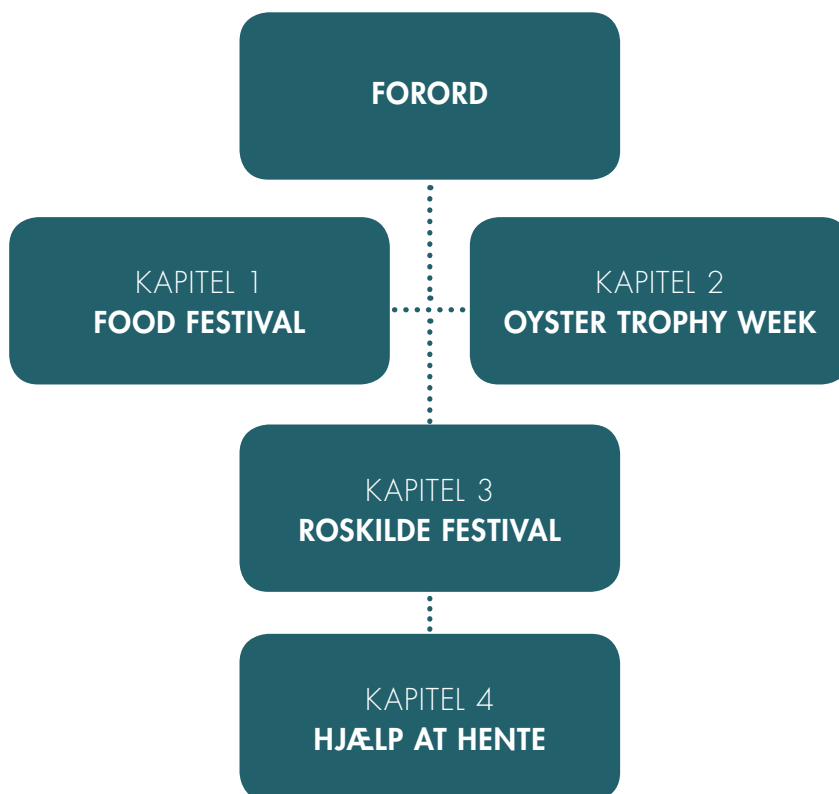 FORORD
KAPITEL 1
FOOD FESTIVAL
KAPITEL 2
OYSTER TROPHY WEEK
KAPITEL 3
ROSKILDE FESTIVAL
KAPITEL 4
HJÆLP AT HENTE